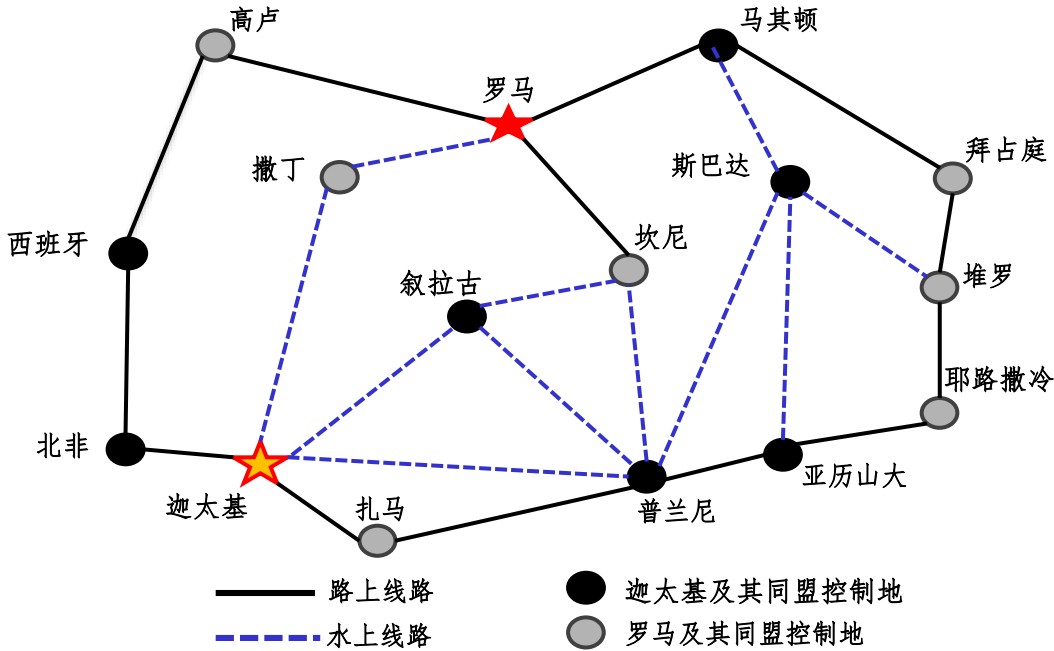 高卢
马其顿
罗马
拜占庭
撒丁
斯巴达
西班牙
坎尼
叙拉古
堆罗
耶路撒冷
北非
迦太基
扎马
普兰尼
亚历山大
路上线路
迦太基及其同盟控制地
水上线路
罗马及其同盟控制地